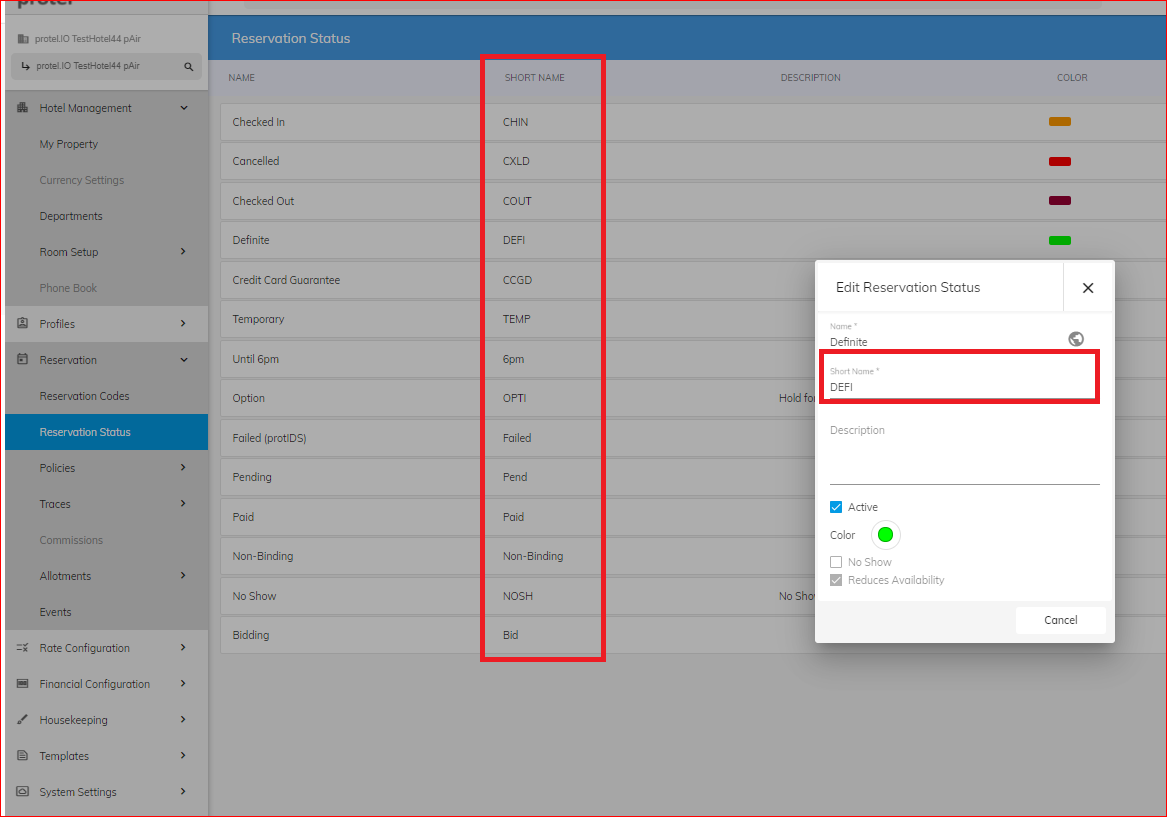 protel
protel.IO TestHotel44 pAir
protel.IO TestHotel44 pAir
Hotel Management
My Property
Currency Settings
Departments
Room Setup
Phone Book
Profiles
Reservation
Reservation Codes
Reservation Status
Policies
Traces
Commissions
Allotments
Events
Rate Configuration
Financial Configuration
Housekeeping
Templates
System Settings
Reservation Status
NAME SHORT NAME DESCRIPTION COLOR
Checked In CHIN
Cancelled CXLD
Checked Out COUT
Definite DEFI
Credit Card Guarantee CCGD
Temporary TEMP
Until 6pm 6pm
Option OPTI Hold for
Failed (protIDS) Failed
Pending Pend
Paid Paid
Non-Binding Non-Binding
No Show NOSH No Sho
Bidding Bid
Edit Reservation Status
Name *
Definite
Short Name *
DEFI
Description
Active
Color
No Show
Reduces Availability
Cancel